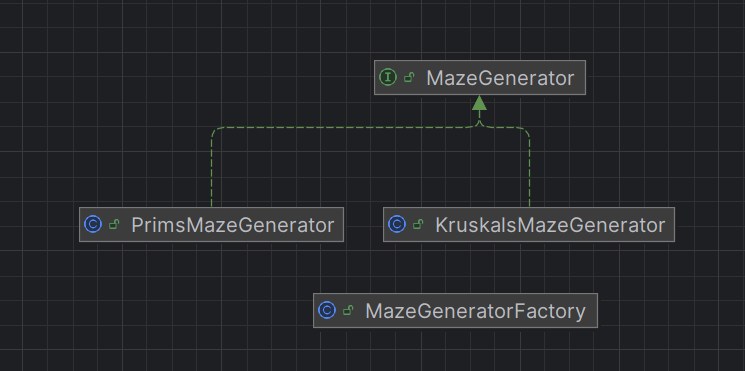 I MazeGenerator
C PrimsMazeGenerator
C KruskalsMazeGenerator
C MazeGeneratorFactory